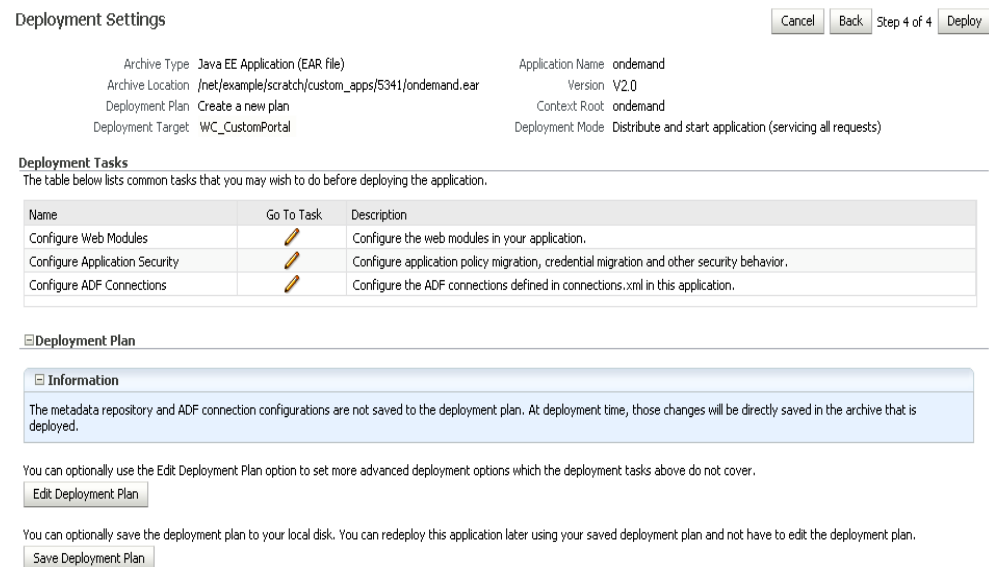 Deployment Settings
Cancel Back Step 4 of 4 Deploy
Archive Type Java EE Application (EAR file)
Archive Location /net/example/scratch/custom_apps/5341/ondemand.ear
Deployment Plan Create a new plan
Deployment Target WC_CustomPortal
Application Name ondemand
Version V2.0
Context Root ondemand
Deployment Mode Distribute and start application (servicing all requests)
Deployment Tasks
The table below lists common tasks that you may wish to do before deploying the application.
Name Go To Task Description
Configure Web Modules Configure the web modules in your application.
Configure Application Security Configure application policy migration, credential migration and other security behavior.
Configure ADF Connections Configure the ADF connections defined in connections.xml in this application.
Deployment Plan
Information
The metadata repository and ADF connection configurations are not saved to the deployment plan. At deployment time, those changes will be directly saved in the archive that is
deployed.
You can optionally use the Edit Deployment Plan option to set more advanced deployment options which the deployment tasks above do not cover.
Edit Deployment Plan
You can optionally save the deployment plan to your local disk. You can redeploy this application later using your saved deployment plan and not have to edit the deployment plan.
Save Deployment Plan